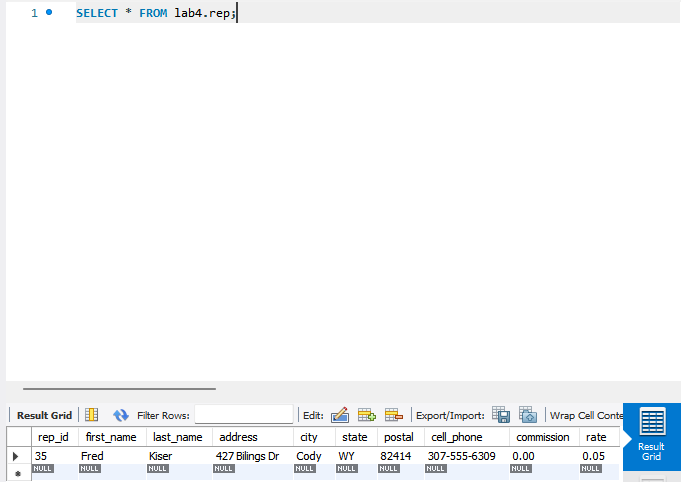 1 SELECT * FROM lab4.rep;
Result Grid Filter Rows: Edit: Export/Import: Wrap Cell Conte
rep_id first_name last_name address city state postal cell_phone commission rate
35 Fred Kiser 427 Bilings Dr Cody WY 82414 307-555-6309 0.00 0.05
NULL NULL NULL NULL NULL NULL NULL NULL NULL NULL
Result
Grid